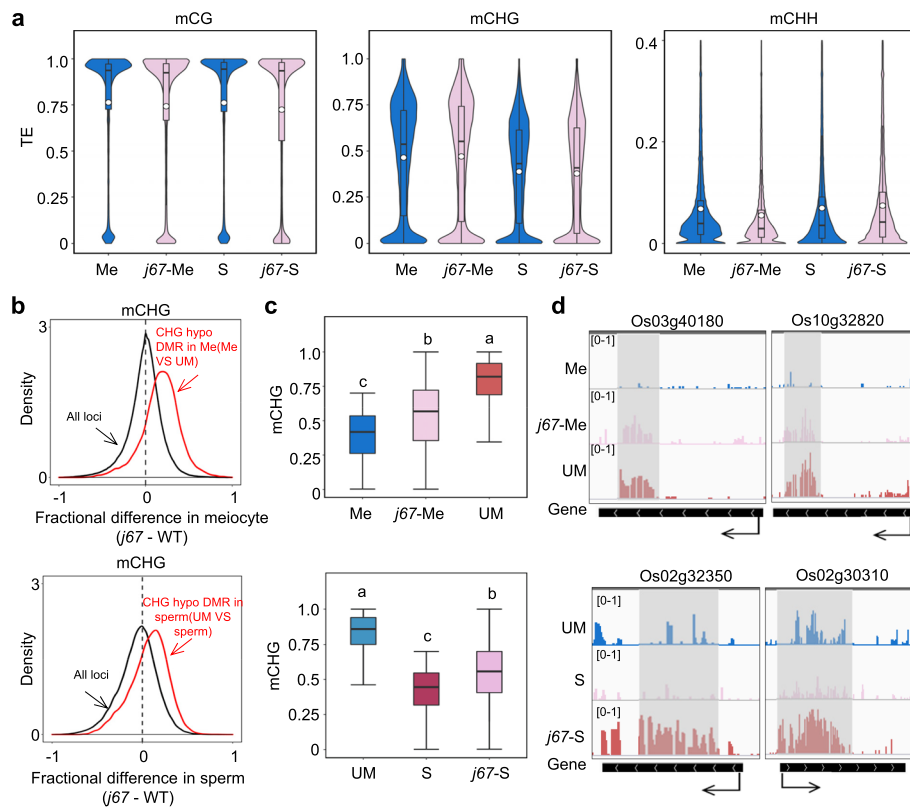 a
mCG
mCHG
mCHH
TE
1
0.75
0.5
0.25
0
Me
j67-Me
S
j67-S
1
0.75
0.5
0.25
0
Me
j67-Me
S
j67-S
0.4
0.2
0
Me
j67-Me
S
j67-S
b
mCHG
3
Density
0
CHG hypo
DMR in Me(Me
VS UM)
All loci
-1
0
1
Fractional difference in meiocyte
(j67 - WT)
mCHG
3
Density
0
CHG hypo DMR in
sperm(UM VS
sperm)
All loci
-1
0
1
Fractional difference in sperm
(j67 - WT)
c
mCHG
1.0
0.75
0.5
0.25
0
c
b
a
Me
j67-Me
UM
mCHG
1.0
0.75
0.5
0.25
0
a
c
b
UM
S
j67-S
d
Os03g40180
Os10g32820
[0-1]
Me
[0-1]
j67-Me
[0-1]
UM
Gene
Os02g32350
Os02g30310
[0-1]
UM
[0-1]
S
[0-1]
j67-S
Gene